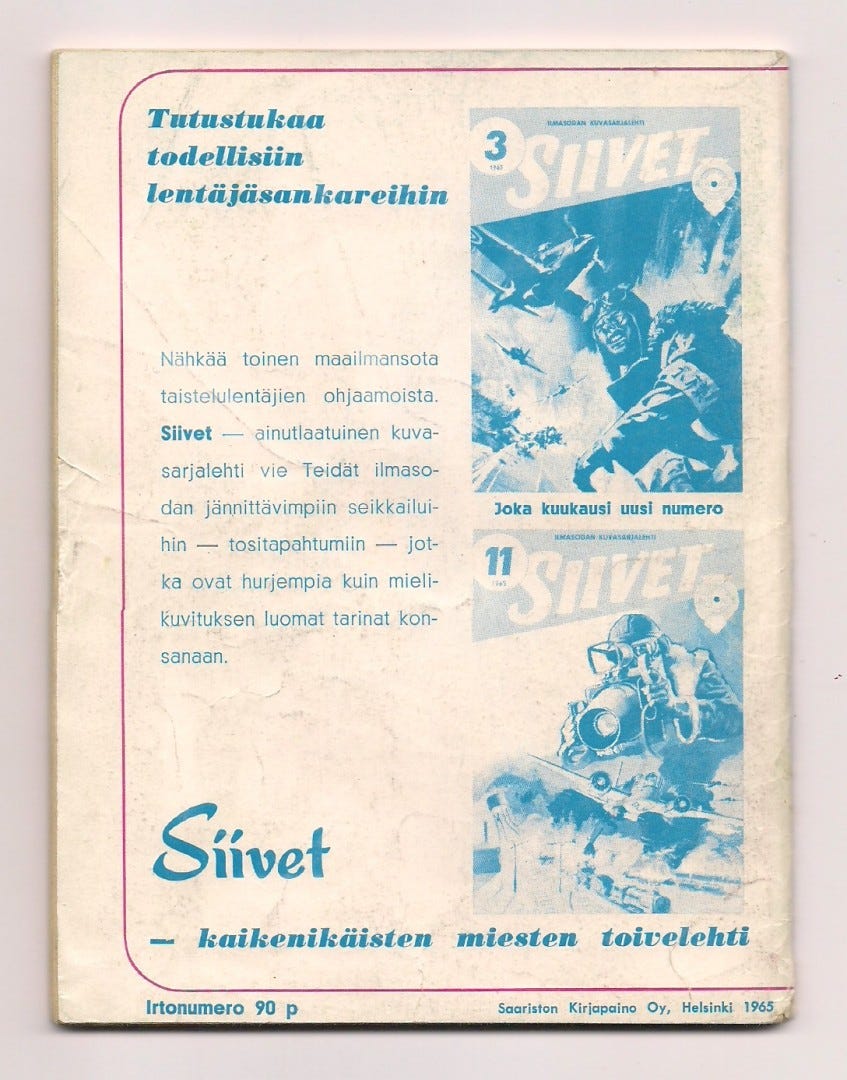 Tutustukaa
todellisiin
lentäjäsankareihin
Nähkää toinen maailmansota
taistelulentäjien ohjaamoista.
Siivet — ainutlaatuinen kuva-
sarjalehti vie Teidät ilmaso-
dan jännittävimpiin seikkailui-
hin — tositapahtumiin — jot-
ka ovat hurjempia kuin mieli-
kuvituksen luomat tarinat kon-
sanaan.
ILMASODAN KUVASARJALEHTI
3
1965
SIIVET
Joka kuukausi uusi numero
ILMASODAN KUVASARJALEHTI
11
1965
SIIVET
Siivet
— kaikenikäisten miesten toivelehti
Irtonumero 90 p
Saariston Kirjapaino Oy, Helsinki 1965